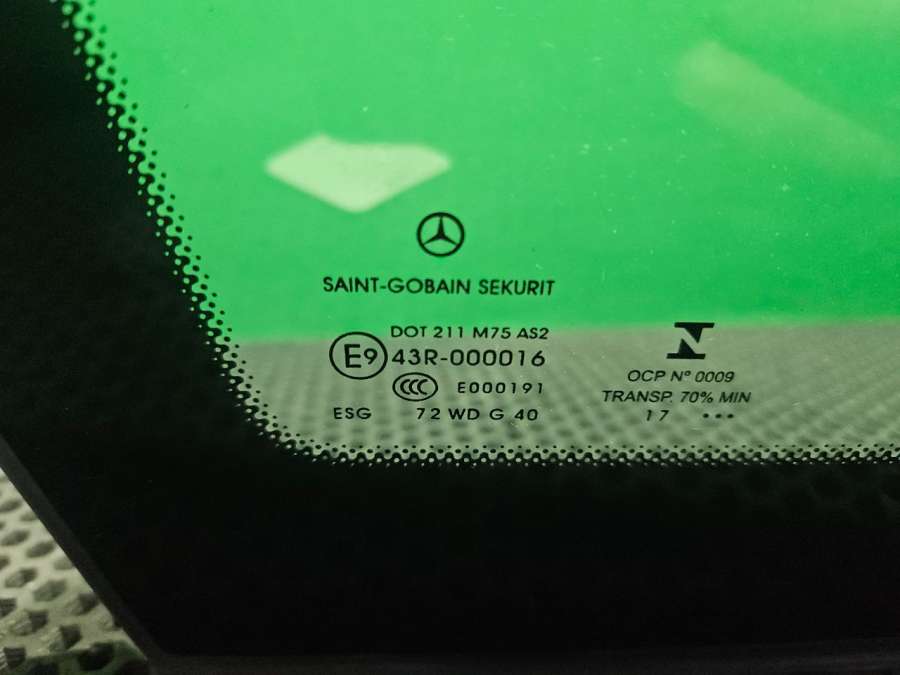 SAINT-GOBAIN SEKURIT
DOT 211 M75 AS2
E9 43R-000016
CCC E000191
ESG 72 WD G 40
N
OCP Nº 0009
TRANSP. 70% MIN
17 •••